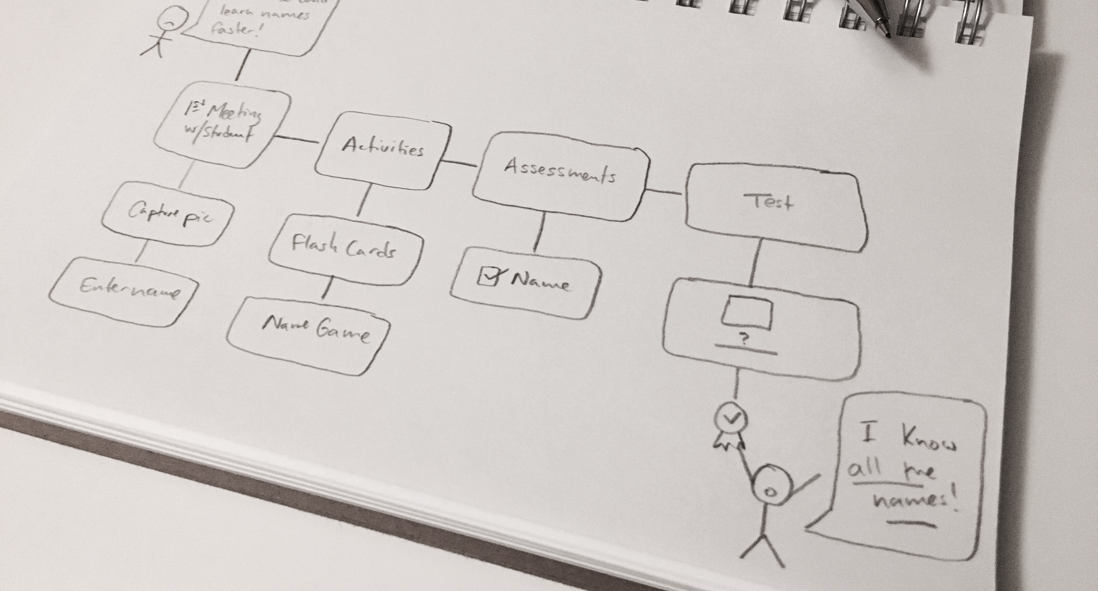 learn names
faster!
1st Meeting
w/Student
Activities
Assessments
Test
Capture pic
Flash Cards
Name
Enter name
Name Game
?
I Know
all the
names!